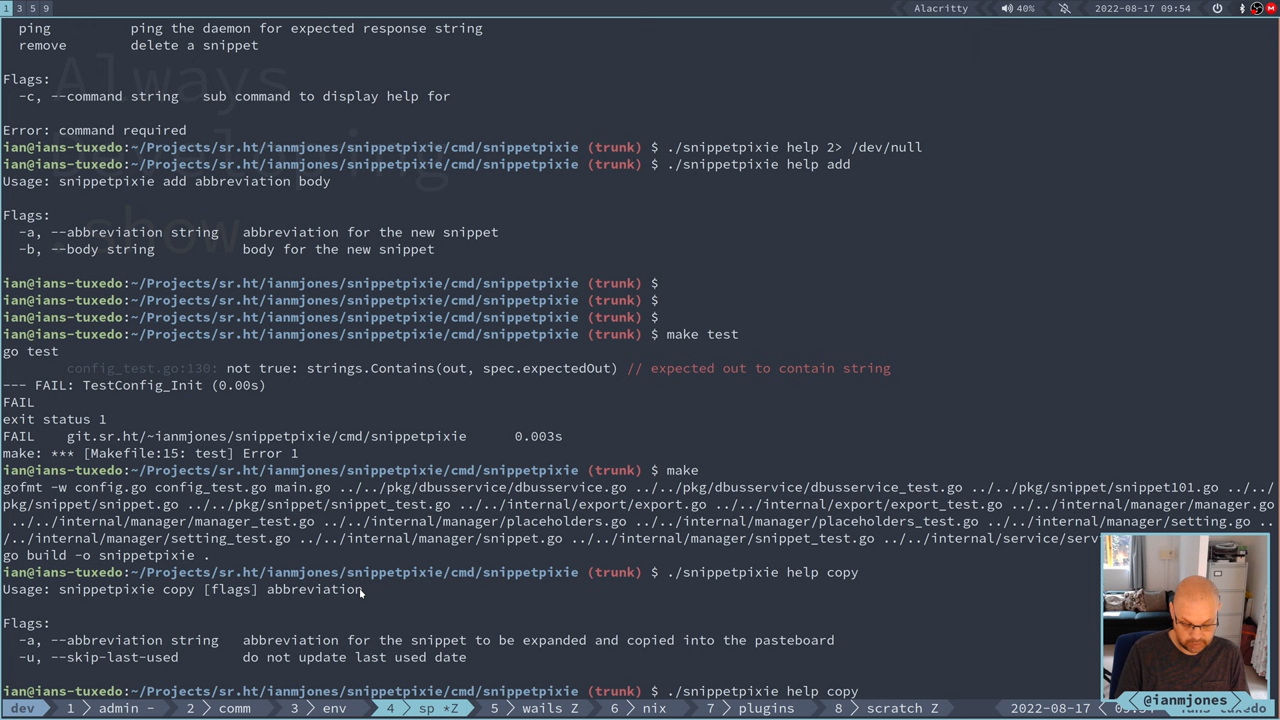 1 3 5 9 Alacritty 40% 2022-08-17 09:54
ping ping the daemon for expected response string
remove delete a snippet
Always
Flags:
-c, --command string sub command to display help for
Error: command required
ian@ians-tuxedo:~/Projects/sr.ht/ianmjones/snippetpixie/cmd/snippetpixie (trunk) $ ./snippetpixie help 2> /dev/null
ian@ians-tuxedo:~/Projects/sr.ht/ianmjones/snippetpixie/cmd/snippetpixie (trunk) $ ./snippetpixie help add
Usage: snippetpixie add abbreviation body
Flags:
-a, --abbreviation string abbreviation for the new snippet
-b, --body string body for the new snippet
show
ian@ians-tuxedo:~/Projects/sr.ht/ianmjones/snippetpixie/cmd/snippetpixie (trunk) $
ian@ians-tuxedo:~/Projects/sr.ht/ianmjones/snippetpixie/cmd/snippetpixie (trunk) $
ian@ians-tuxedo:~/Projects/sr.ht/ianmjones/snippetpixie/cmd/snippetpixie (trunk) $
ian@ians-tuxedo:~/Projects/sr.ht/ianmjones/snippetpixie/cmd/snippetpixie (trunk) $ make test
go test
config_test.go:130: not true: strings.Contains(out, spec.expectedOut) // expected out to contain string
--- FAIL: TestConfig_Init (0.00s)
FAIL
exit status 1
FAIL git.sr.ht/~ianmjones/snippetpixie/cmd/snippetpixie 0.003s
make: *** [Makefile:15: test] Error 1
ian@ians-tuxedo:~/Projects/sr.ht/ianmjones/snippetpixie/cmd/snippetpixie (trunk) $ make
gofmt -w config.go config_test.go main.go ../../pkg/dbusservice/dbusservice.go ../../pkg/dbusservice/dbusservice_test.go ../../pkg/snippet/snippet101.go ../../
pkg/snippet/snippet.go ../../pkg/snippet/snippet_test.go ../../internal/export/export.go ../../internal/export/export_test.go ../../internal/manager/manager.go
../../internal/manager/manager_test.go ../../internal/manager/placeholders.go ../../internal/manager/placeholders_test.go ../../internal/manager/setting.go ..
/../internal/manager/setting_test.go ../../internal/manager/snippet.go ../../internal/manager/snippet_test.go ../../internal/service/serv
go build -o snippetpixie .
ian@ians-tuxedo:~/Projects/sr.ht/ianmjones/snippetpixie/cmd/snippetpixie (trunk) $ ./snippetpixie help copy
Usage: snippetpixie copy [flags] abbreviation
Flags:
-a, --abbreviation string abbreviation for the snippet to be expanded and copied into the pasteboard
-u, --skip-last-used do not update last used date
ian@ians-tuxedo:~/Projects/sr.ht/ianmjones/snippetpixie/cmd/snippetpixie (trunk) $ ./snippetpixie help copy
@ianmjones
dev 1 admin - 2 comm 3 env 4 sp *Z 5 wails Z 6 nix 7 plugins 8 scratch Z 2022-08-17